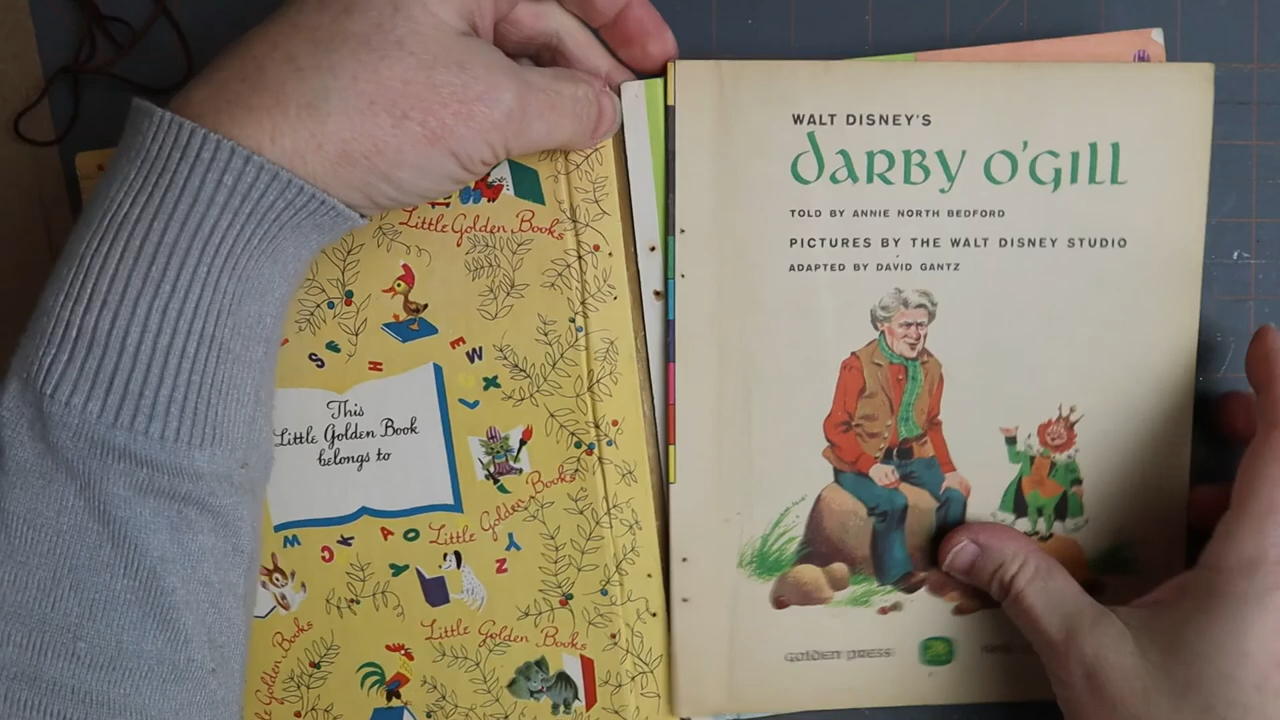 Little Golden Books
This
Little Golden Book
belongs to
Little Golden Books
Little Golden Books
Golden Books
WALT DISNEY'S
DARBY O'GILL
TOLD BY ANNIE NORTH BEDFORD
PICTURES BY THE WALT DISNEY STUDIO
ADAPTED BY DAVID GANTZ
GOLDEN PRESS